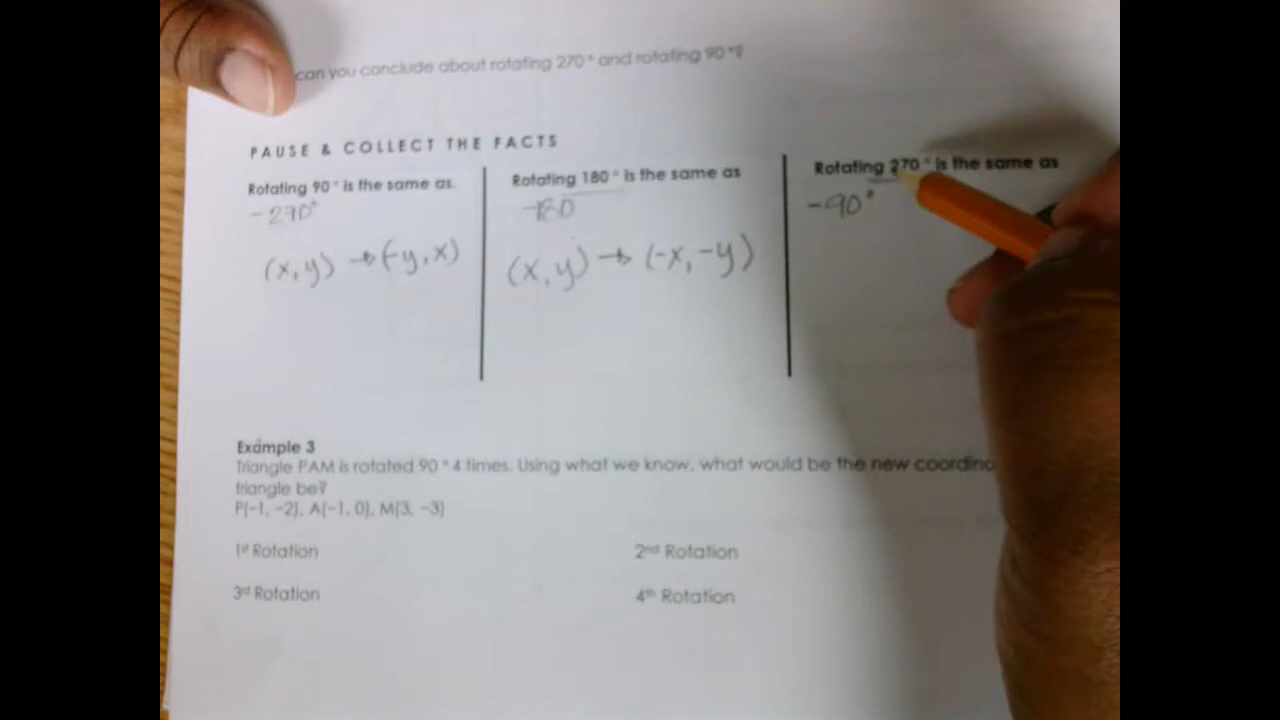 can you conclude about rotating 270° and rotating 90°?
PAUSE & COLLECT THE FACTS
Rotating 90° is the same as
-270°
(x,y) → (-y,x)
Rotating 180° is the same as
-180
(x,y) → (-x,-y)
Rotating 270° is the same as
-90°
Example 3
Triangle PAM is rotated 90° 4 times. Using what we know, what would be the new
triangle be?
P(-1, -2), A(-1, 0), M(3, -3)
1st Rotation
2nd Rotation
3rd Rotation
4th Rotation